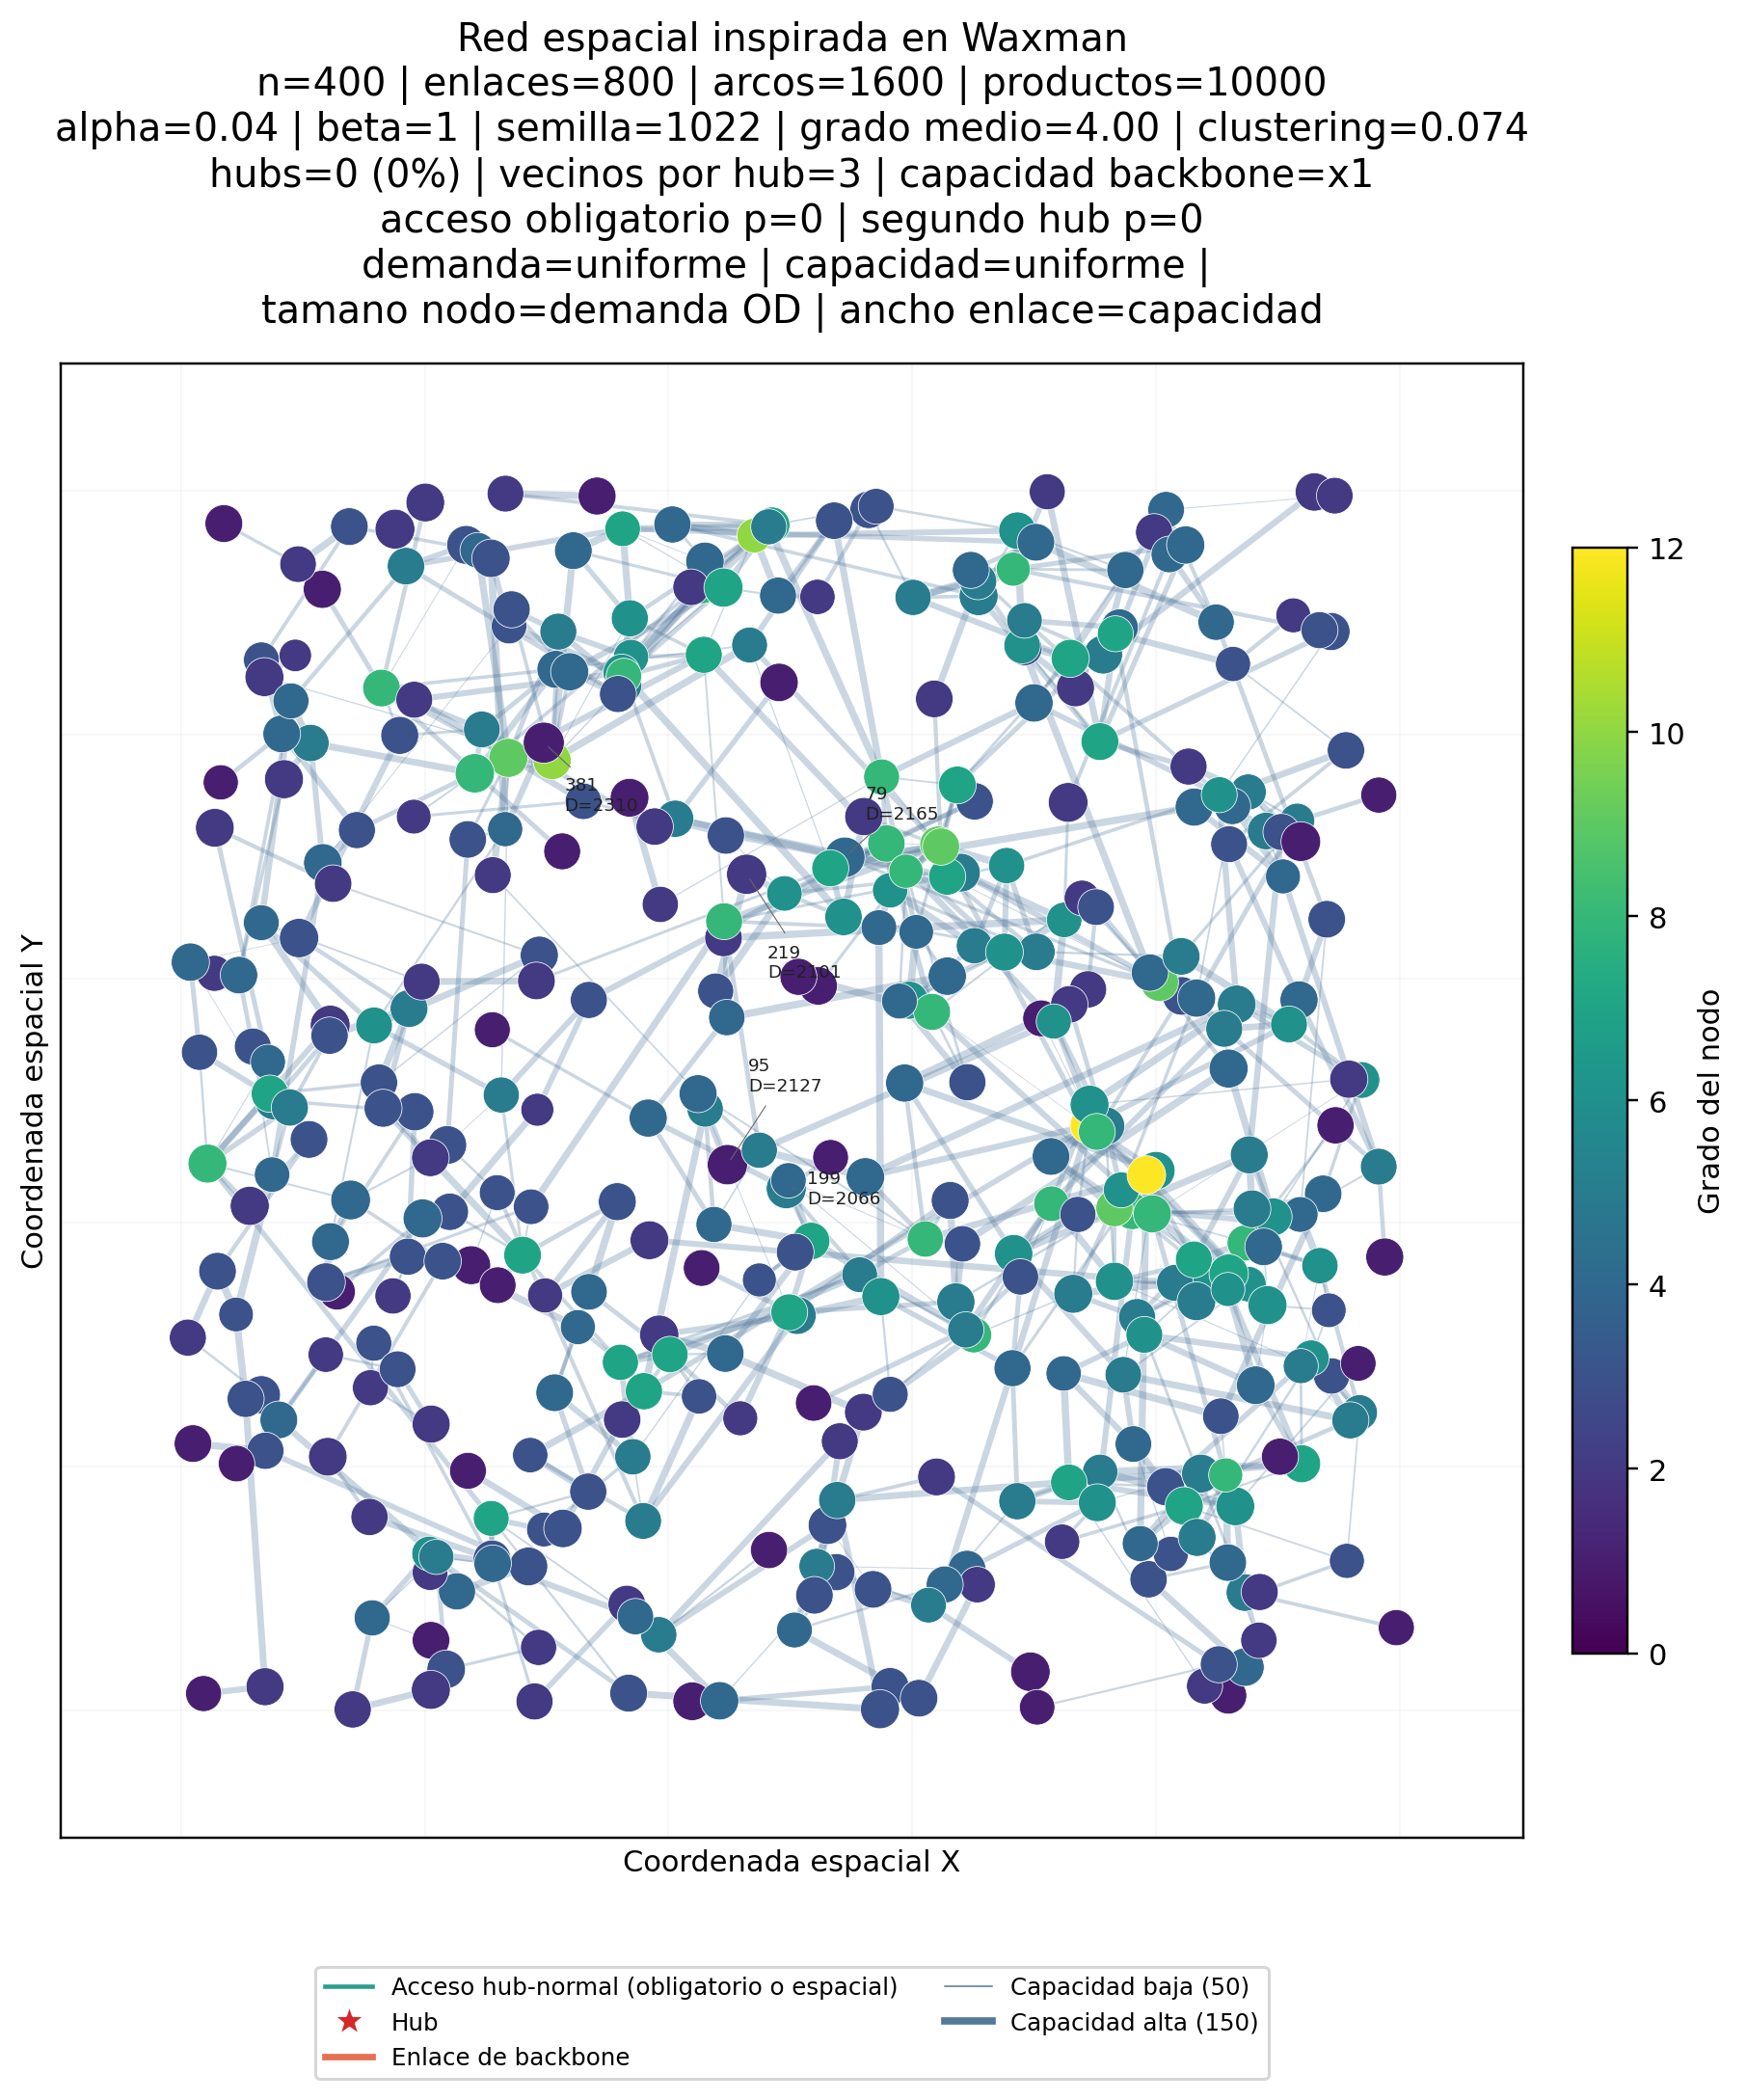 Red espacial inspirada en Waxman
n=400 | enlaces=800 | arcos=1600 | productos=10000
alpha=0.04 | beta=1 | semilla=1022 | grado medio=4.00 | clustering=0.074
hubs=0 (0%) | vecinos por hub=3 | capacidad backbone=x1
acceso obligatorio p=0 | segundo hub p=0
demanda=uniforme | capacidad=uniforme |
tamano nodo=demanda OD | ancho enlace=capacidad
381
D=2310
79
D=2165
219
D=2101
95
D=2127
199
D=2066
Coordenada espacial Y
Coordenada espacial X
12
10
8
6
4
2
0
Grado del nodo
Acceso hub-normal (obligatorio o espacial)
Hub
Enlace de backbone
Capacidad baja (50)
Capacidad alta (150)